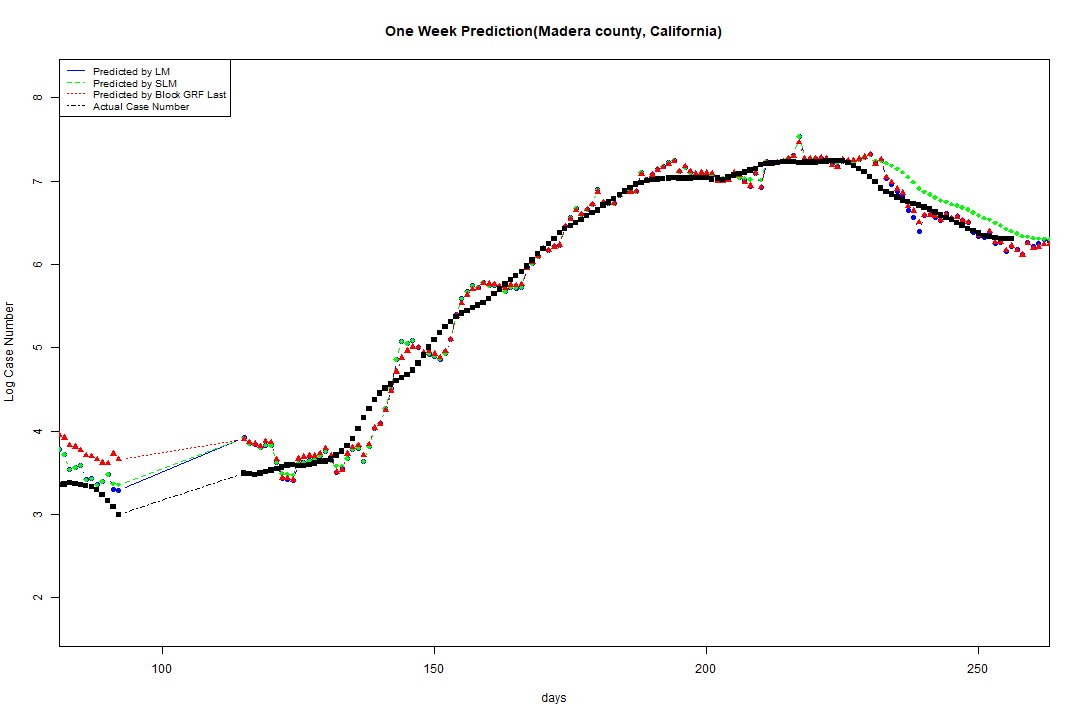 One Week Prediction(Madera county, California)
Predicted by LM
Predicted by SLM
Predicted by Block GRF Last
Actual Case Number
8
7
6
5
4
3
2
Log Case Number
100 150 200 250
days